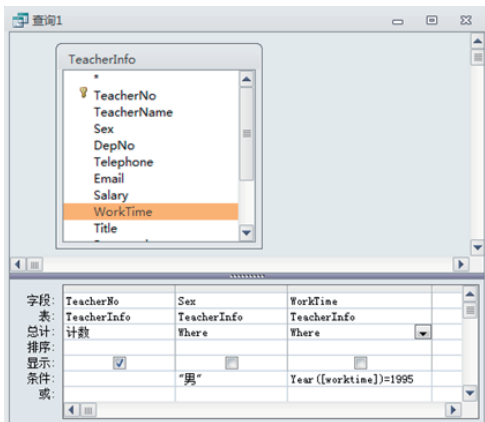 查询1
TeacherInfo
*
TeacherNo
TeacherName
Sex
DepNo
Telephone
Email
Salary
WorkTime
Title
字段: TeacherNo Sex WorkTime
表: TeacherInfo TeacherInfo TeacherInfo
总计: 计数 Where Where
排序:
显示:
条件: "男" Year([worktime])=1995
或: